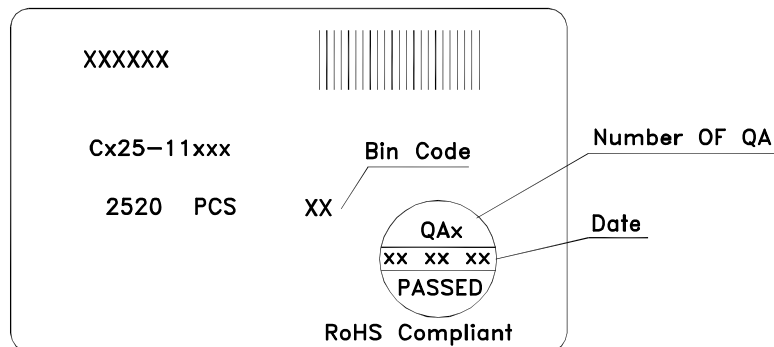 XXXXXX
Cx25-11xxx
Bin Code
Number OF QA
2520 PCS
XX
QAx
Date
XX XX XX
PASSED
RoHS Compliant